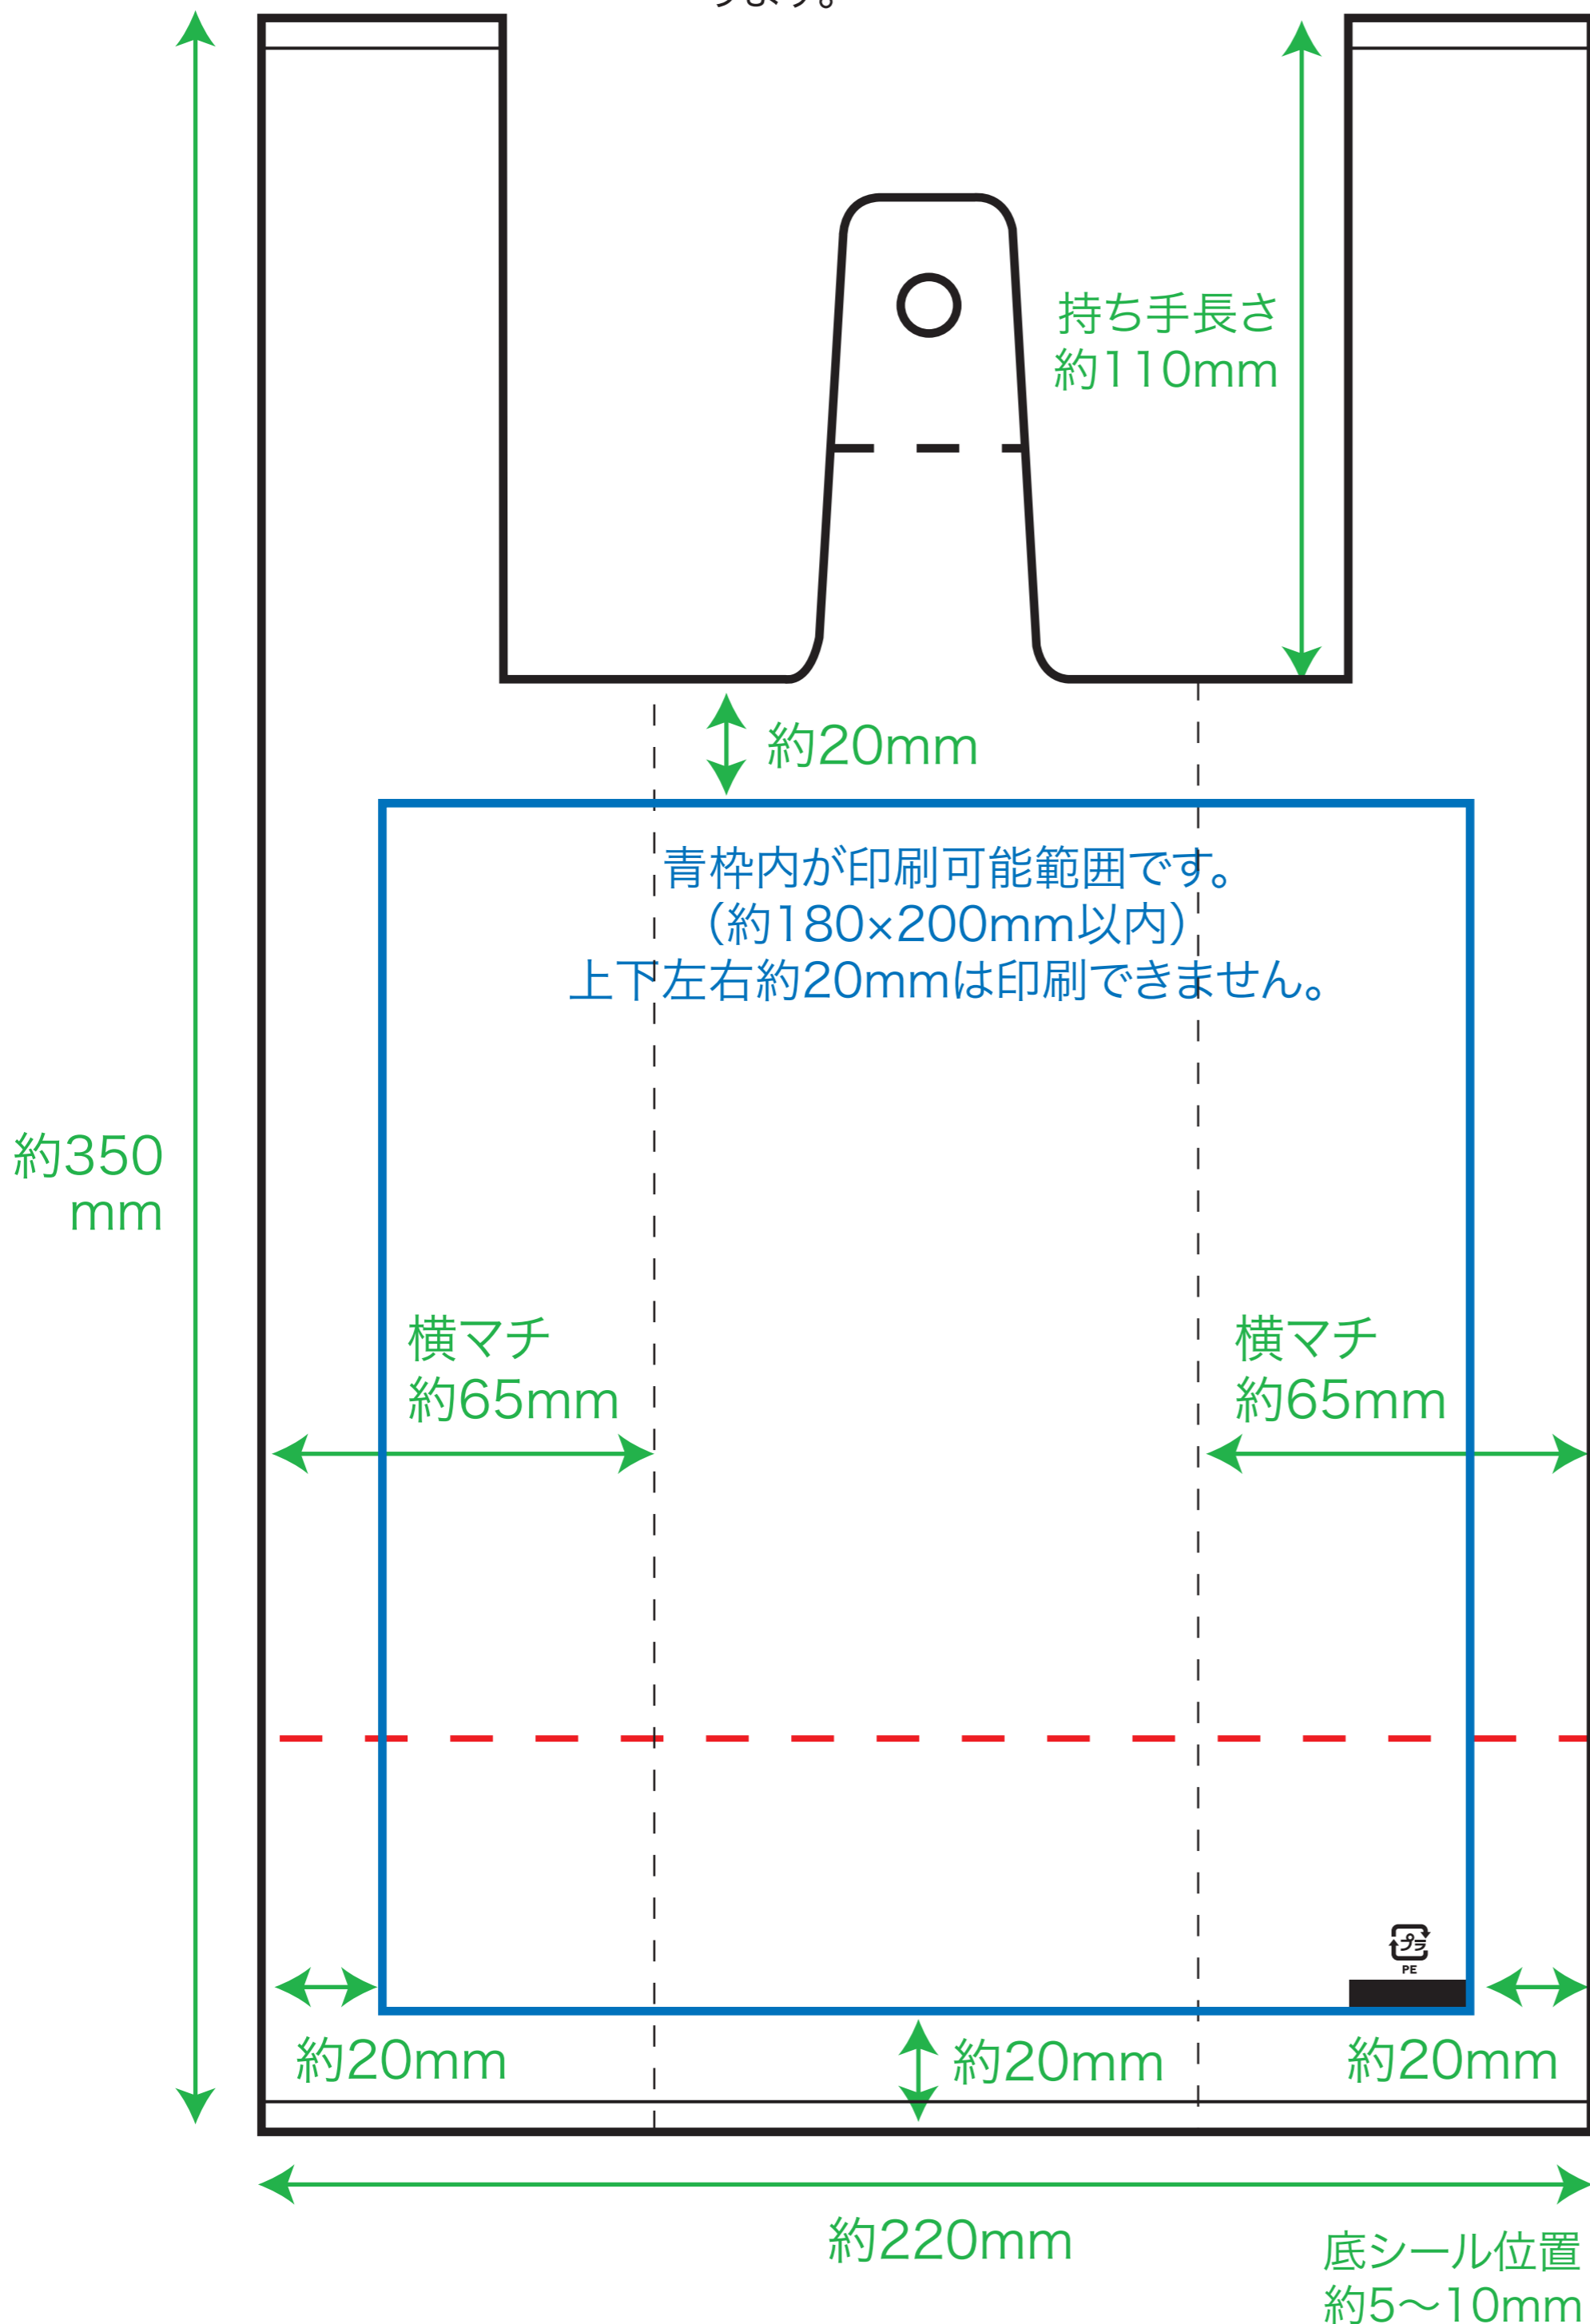 ります。
持ち手長さ
約110mm
約20mm
青枠内が印刷可能範囲です。
（約180×200mm以内）
上下左右約20mmは印刷できません。
約350
mm
横マチ
約65mm
横マチ
約65mm
プラ
PE
約20mm
約20mm
約20mm
約220mm
底シール位置
約5～10mm